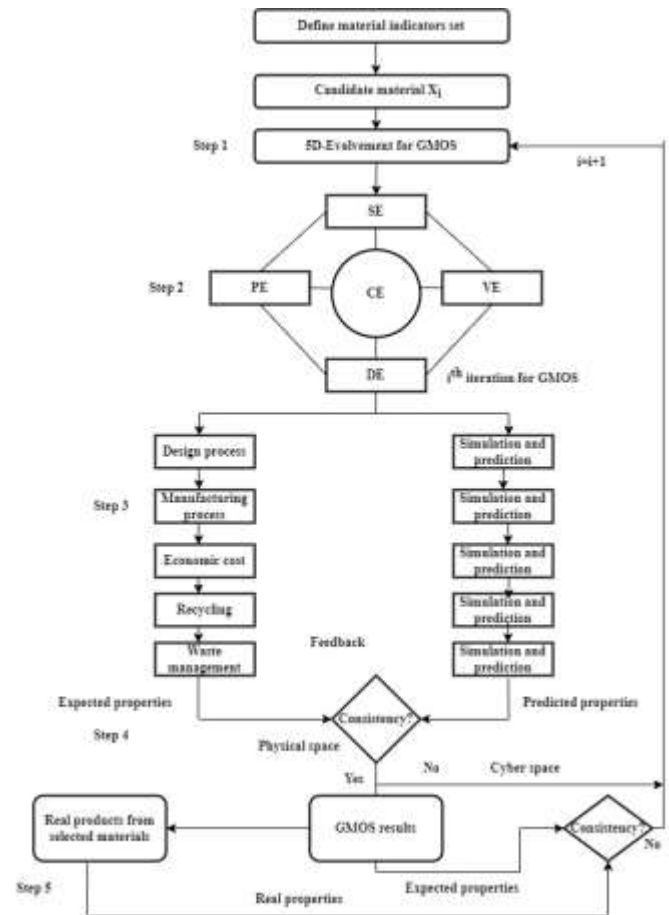 Define material indicators set
Candidate material Xi
Step 1
5D-Evalvement for GMOS
i=i+1
SE
Step 2
PE
CE
VE
DE
ith iteration for GMOS
Design process
Simulation and
prediction
Step 3
Manufacturing
process
Simulation and
prediction
Economic cost
Simulation and
prediction
Recycling
Simulation and
prediction
Waste
management
Simulation and
prediction
Feedback
Expected properties
Predicted properties
Consistency?
Step 4
Physical space
No
Cyber space
Yes
Real products from
selected materials
GMOS results
Consistency?
No
Step 5
Expected properties
Real properties